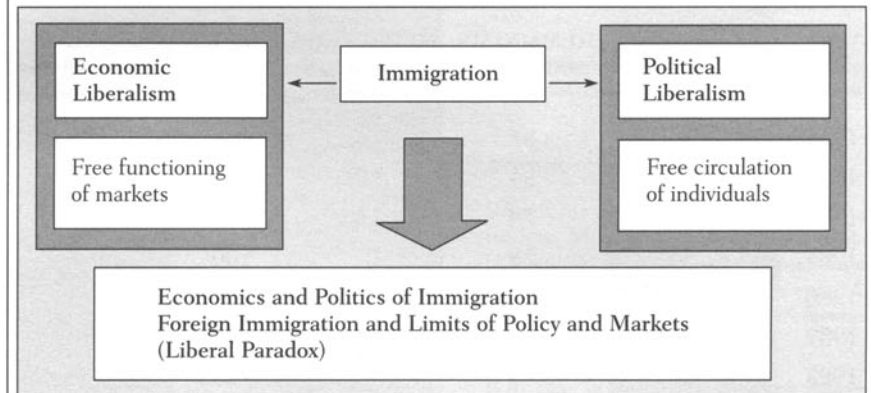 Economic
Liberalism
Immigration
Political
Liberalism
Free functioning
of markets
Free circulation
of individuals
Economics and Politics of Immigration
Foreign Immigration and Limits of Policy and Markets
(Liberal Paradox)